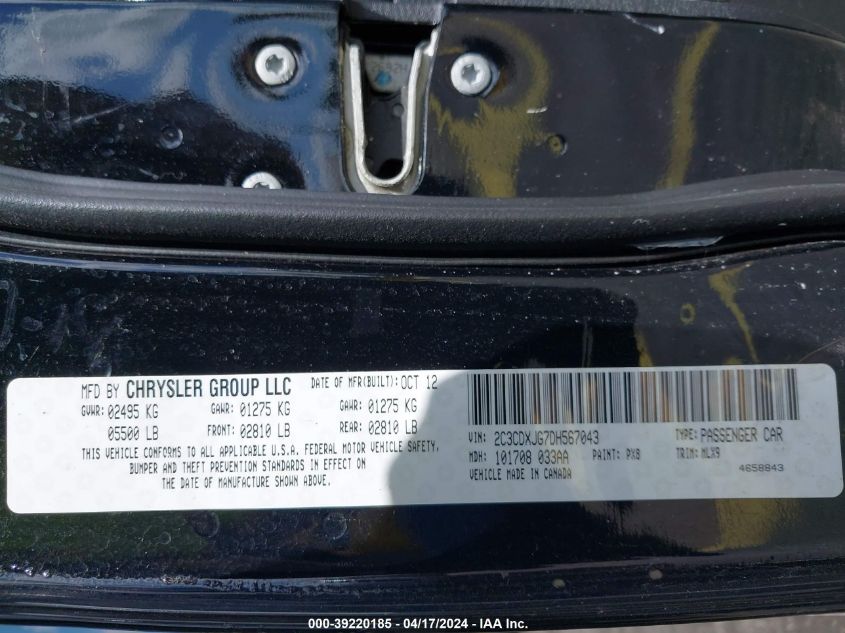 MFD BY CHRYSLER GROUP LLC DATE OF MFR(BUILT): OCT 12
GVWR: 02495 KG GAWR: 01275 KG GAWR: 01275 KG
05500 LB FRONT: 02810 LB REAR: 02810 LB
THIS VEHICLE CONFORMS TO ALL APPLICABLE U.S.A. FEDERAL MOTOR VEHICLE SAFETY,
BUMPER AND THEFT PREVENTION STANDARDS IN EFFECT ON
THE DATE OF MANUFACTURE SHOWN ABOVE.
VIN: 2C3CDXJG7DH567043 TYPE: PASSENGER CAR
MDH: 101708 033AA PAINT: PX8 TRIM: MLX9
VEHICLE MADE IN CANADA 4658843
000-39220185 - 04/17/2024 - IAA Inc.